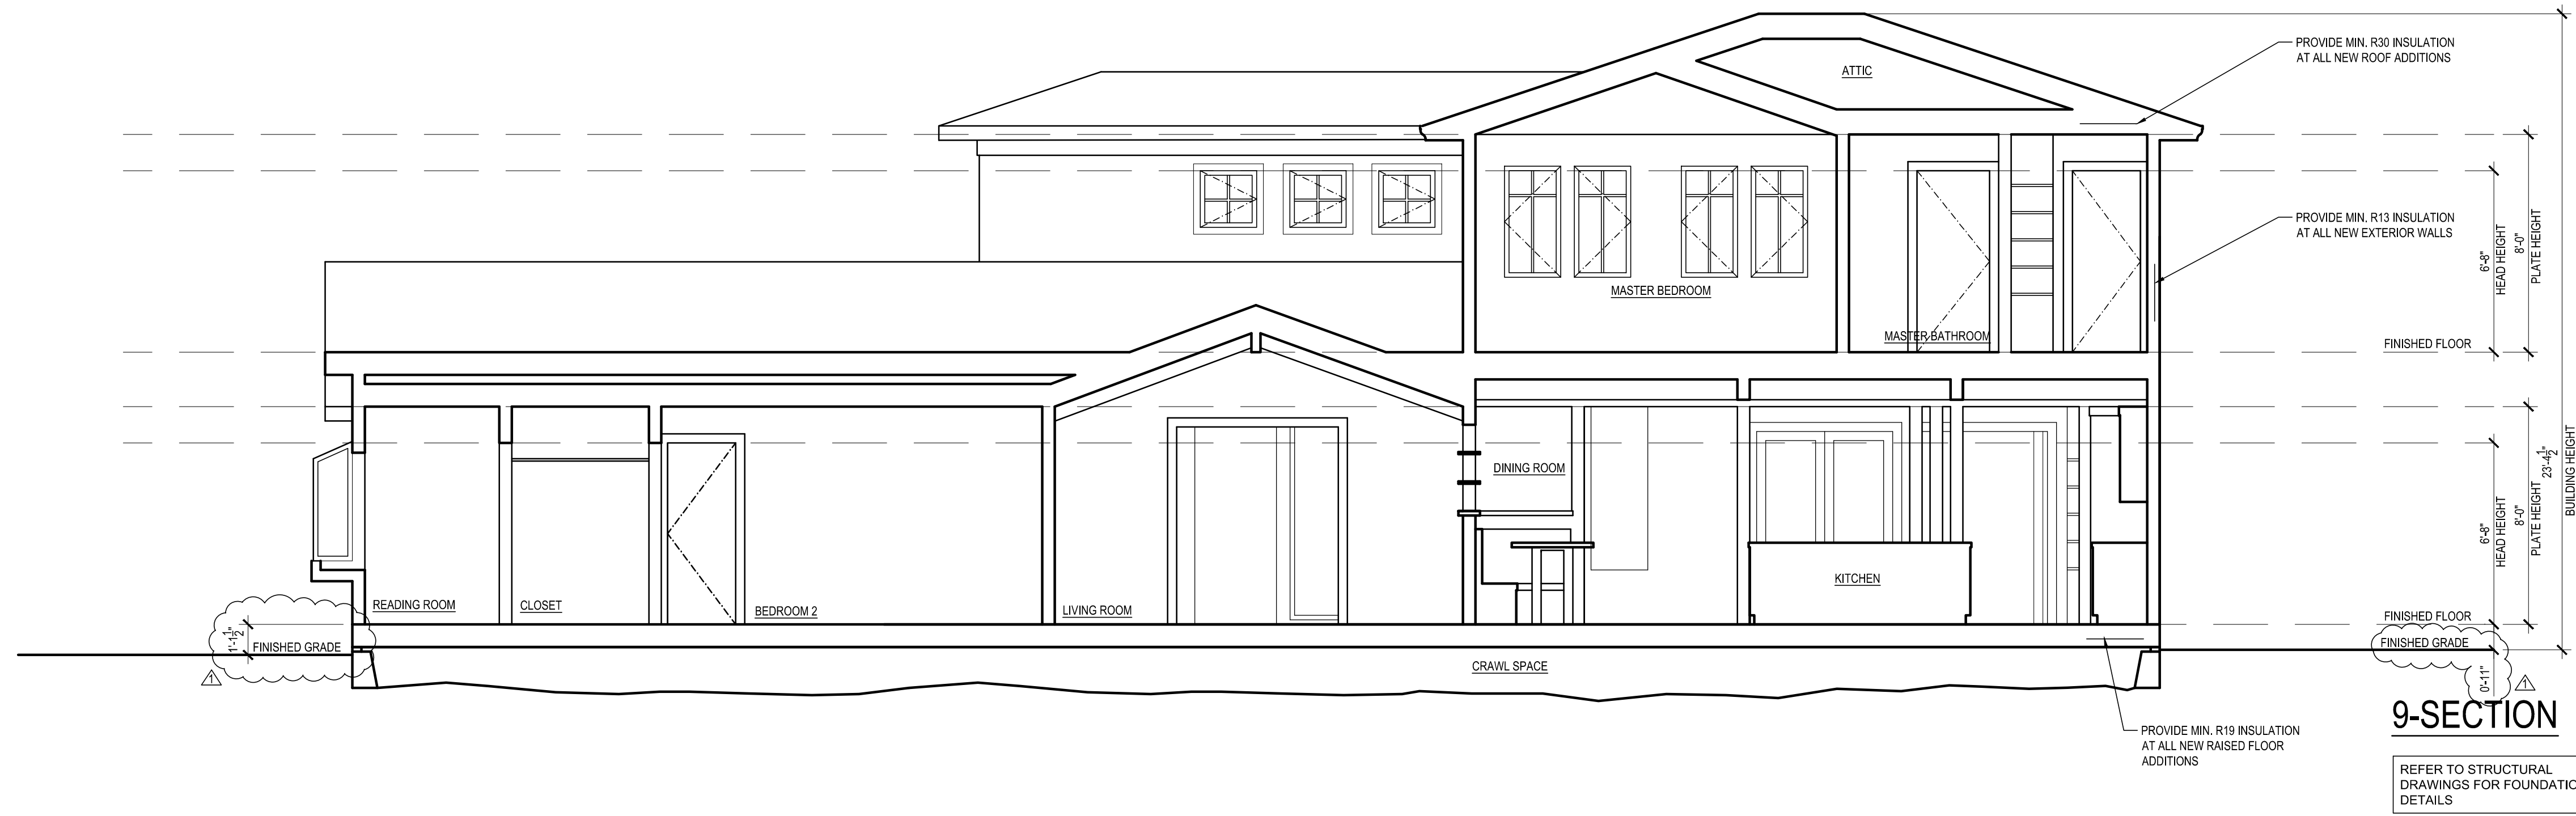 PROVIDE MIN. R30 INSULATION
AT ALL NEW ROOF ADDITIONS
ATTIC
PROVIDE MIN. R13 INSULATION
AT ALL NEW EXTERIOR WALLS
6'-8"
HEAD HEIGHT
8'-0"
PLATE HEIGHT
MASTER BEDROOM
MASTER BATHROOM
FINISHED FLOOR
DINING ROOM
KITCHEN
READING ROOM
CLOSET
BEDROOM 2
LIVING ROOM
6'-8"
HEAD HEIGHT
8'-0"
PLATE HEIGHT
23'-4 1/2"
BUILDING HEIGHT
FINISHED FLOOR
1'-1 1/2"
FINISHED GRADE
1
FINISHED GRADE
0'-11"
1
CRAWL SPACE
9-SECTION
PROVIDE MIN. R19 INSULATION
AT ALL NEW RAISED FLOOR
ADDITIONS
REFER TO STRUCTURAL
DRAWINGS FOR FOUNDATIO
DETAILS